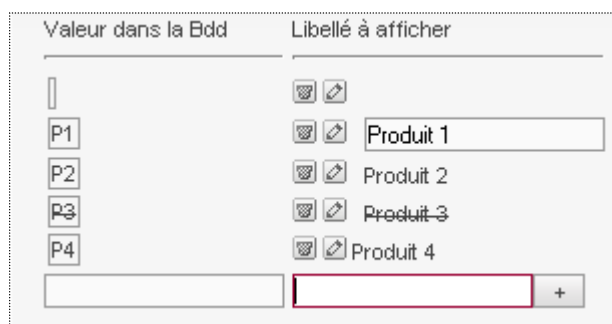 Valeur dans la Bdd Libellé à afficher
P1 Produit 1
P2 Produit 2
P3 Produit 3
P4 Produit 4
+